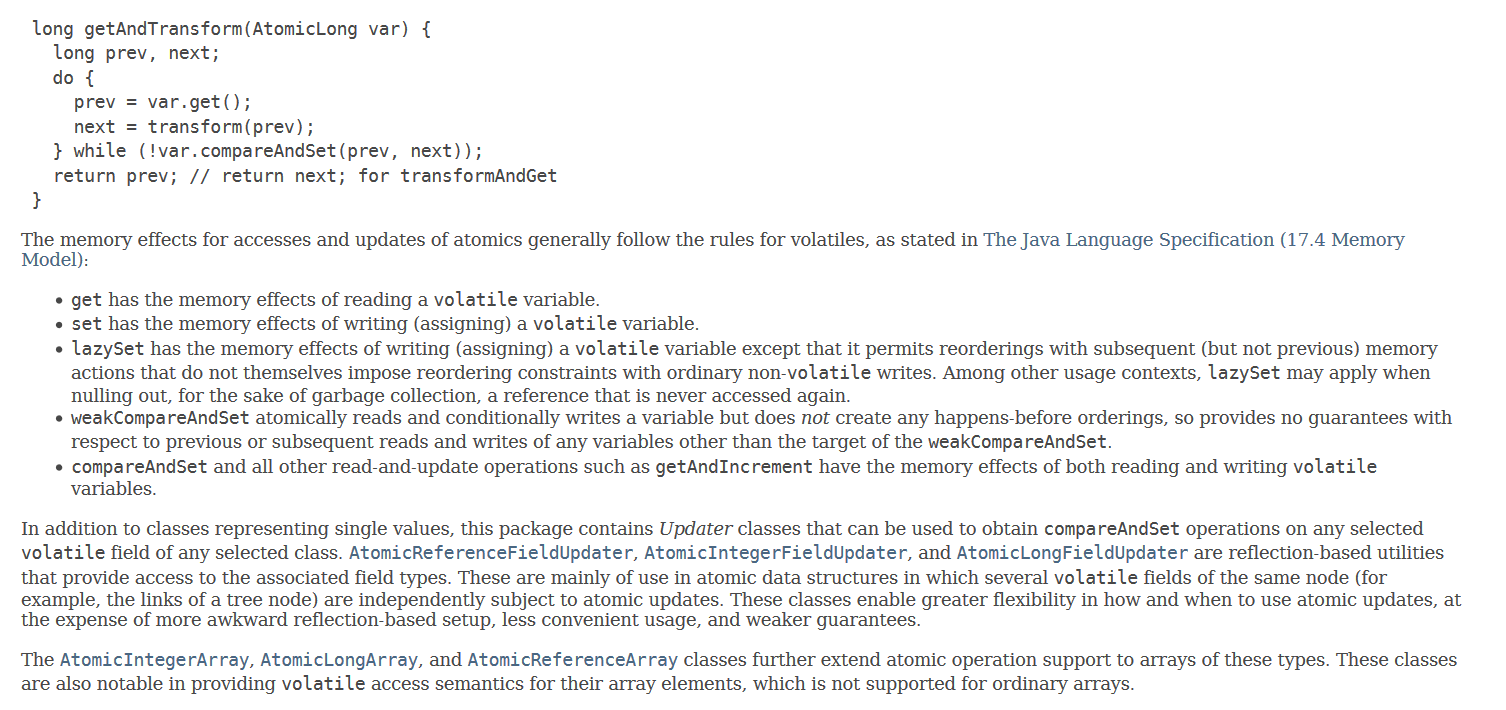 long getAndTransform(AtomicLong var) {
  long prev, next;
  do {
    prev = var.get();
    next = transform(prev);
  } while (!var.compareAndSet(prev, next));
  return prev; // return next; for transformAndGet
}
The memory effects for accesses and updates of atomics generally follow the rules for volatiles, as stated in The Java Language Specification (17.4 Memory
Model):
• get has the memory effects of reading a volatile variable.
• set has the memory effects of writing (assigning) a volatile variable.
• lazySet has the memory effects of writing (assigning) a volatile variable except that it permits reorderings with subsequent (but not previous) memory
actions that do not themselves impose reordering constraints with ordinary non-volatile writes. Among other usage contexts, lazySet may apply when
nulling out, for the sake of garbage collection, a reference that is never accessed again.
• weakCompareAndSet atomically reads and conditionally writes a variable but does not create any happens-before orderings, so provides no guarantees with
respect to previous or subsequent reads and writes of any variables other than the target of the weakCompareAndSet.
• compareAndSet and all other read-and-update operations such as getAndIncrement have the memory effects of both reading and writing volatile
variables.
In addition to classes representing single values, this package contains Updater classes that can be used to obtain compareAndSet operations on any selected
volatile field of any selected class. AtomicReferenceFieldUpdater, AtomicIntegerFieldUpdater, and AtomicLongFieldUpdater are reflection-based utilities
that provide access to the associated field types. These are mainly of use in atomic data structures in which several volatile fields of the same node (for
example, the links of a tree node) are independently subject to atomic updates. These classes enable greater flexibility in how and when to use atomic updates, at
the expense of more awkward reflection-based setup, less convenient usage, and weaker guarantees.
The AtomicIntegerArray, AtomicLongArray, and AtomicReferenceArray classes further extend atomic operation support to arrays of these types. These classes
are also notable in providing volatile access semantics for their array elements, which is not supported for ordinary arrays.